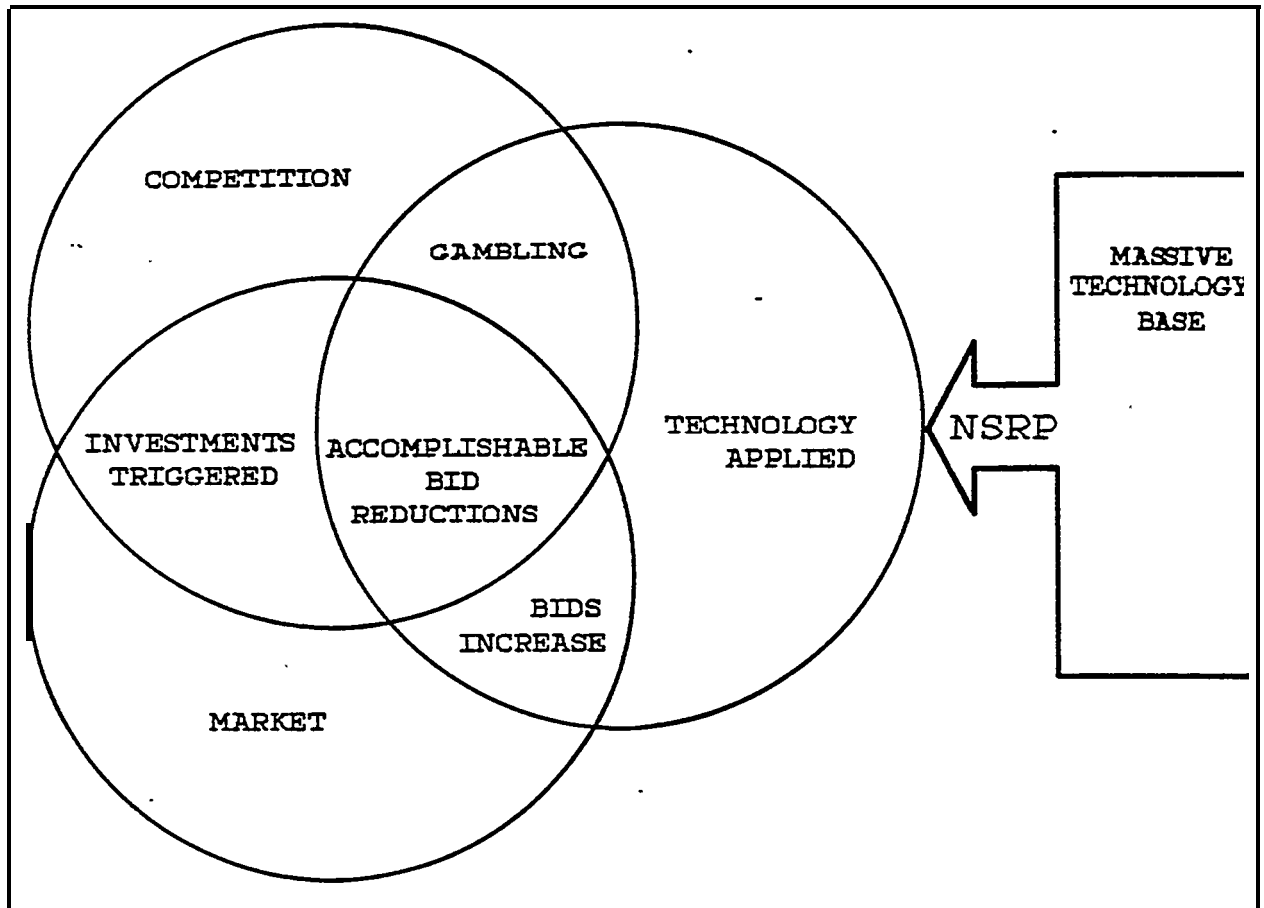 COMPETITION
GAMBLING
MASSIVE
TECHNOLOGY
BASE
INVESTMENTS
TRIGGERED
ACCOMPLISHABLE
BID
REDUCTIONS
TECHNOLOGY
APPLIED
NSRP
BIDS
INCREASE
MARKET